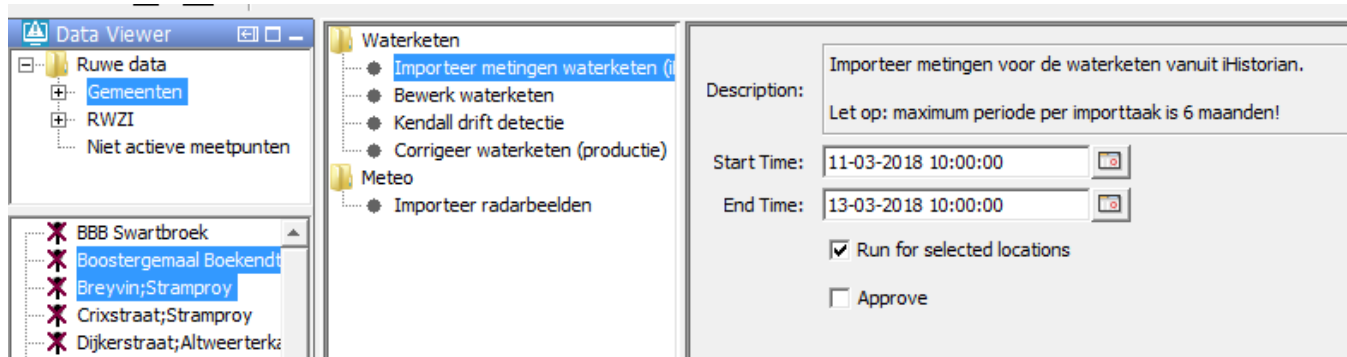 Data Viewer
Ruwe data
Gemeenten
RWZI
Niet actieve meetpunten
BBB Swartbroek
Boostergemaal Boekendt
Breyvin;Stramproy
Crixstraat;Stramproy
Dijkerstraat;Altweerterka
Waterketen
Importeer metingen waterketen (i
Bewerk waterketen
Kendall drift detectie
Corrigeer waterketen (productie)
Meteo
Importeer radarbeelden
Description:
Importeer metingen voor de waterketen vanuit iHistorian.
Let op: maximum periode per importtaak is 6 maanden!
Start Time: 11-03-2018 10:00:00
End Time: 13-03-2018 10:00:00
Run for selected locations
Approve